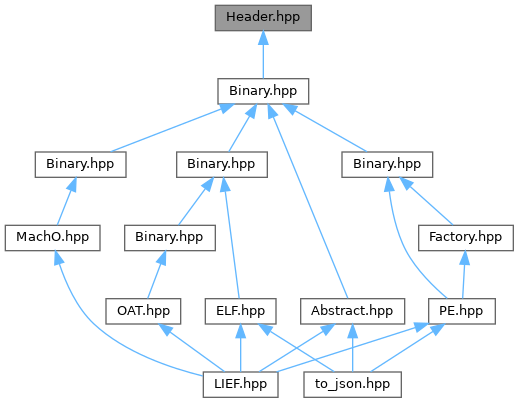 Header.hpp
Binary.hpp
Binary.hpp
Binary.hpp
Binary.hpp
MachO.hpp
Binary.hpp
Factory.hpp
OAT.hpp
ELF.hpp
Abstract.hpp
PE.hpp
LIEF.hpp
to_json.hpp